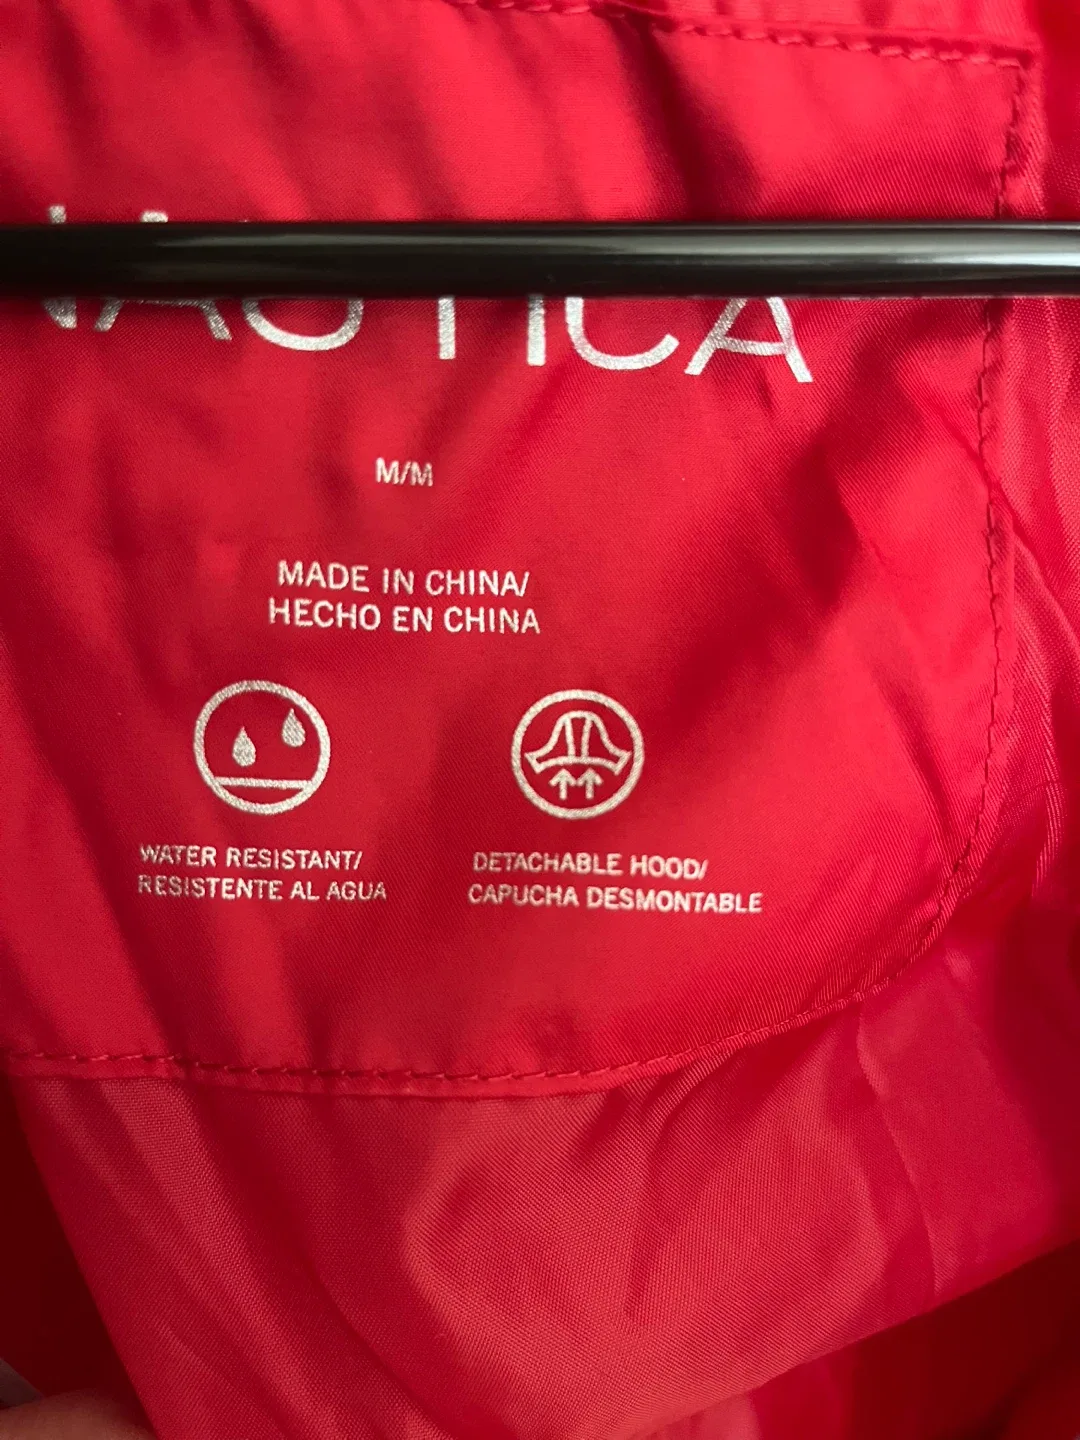 NAUTICA
M/M
MADE IN CHINA/
HECHO EN CHINA
WATER RESISTANT/
RESISTENTE AL AGUA
DETACHABLE HOOD/
CAPUCHA DESMONTABLE